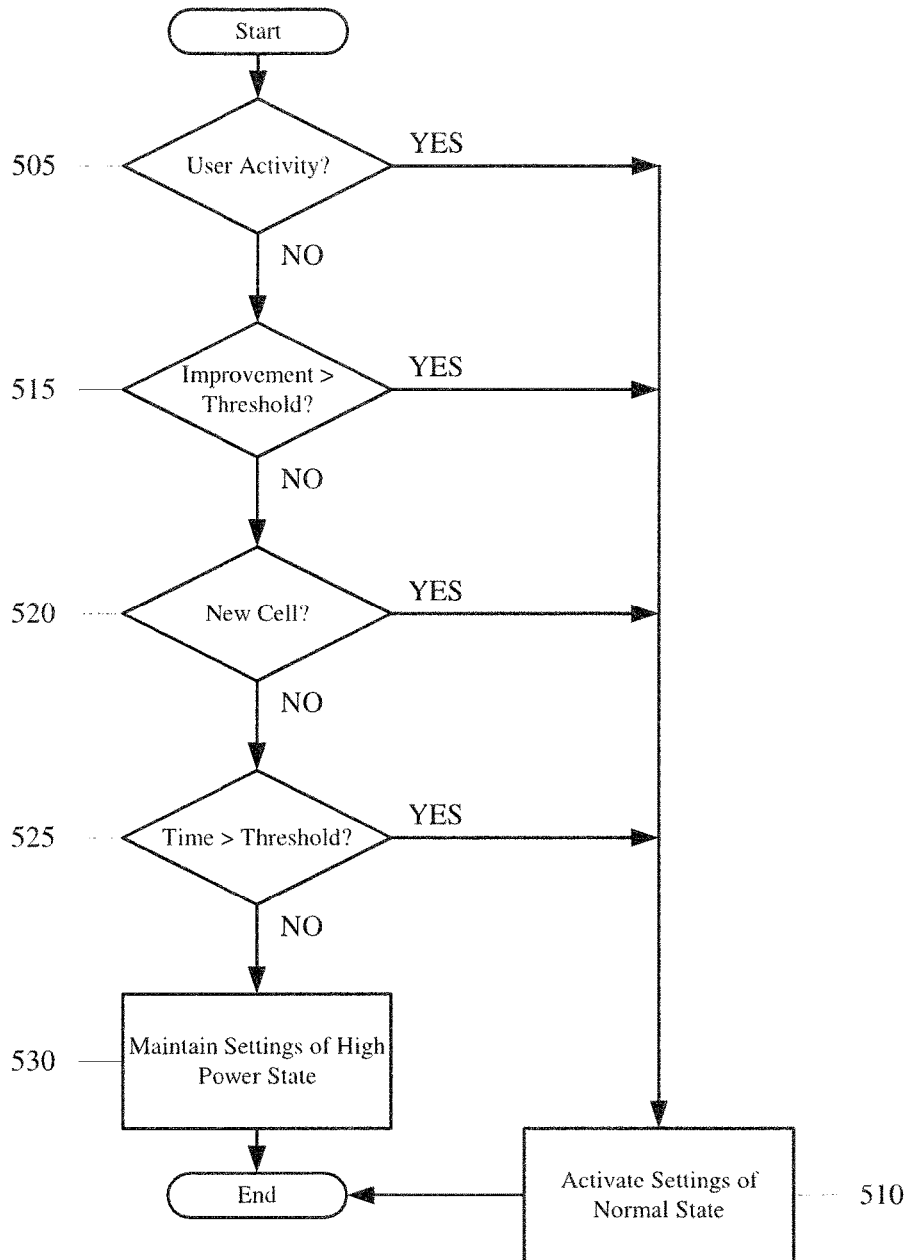 Start
505
User Activity?
YES
NO
515
Improvement >
Threshold?
YES
NO
520
New Cell?
YES
NO
525
Time > Threshold?
YES
NO
530
Maintain Settings of High
Power State
End
Activate Settings of
Normal State
510